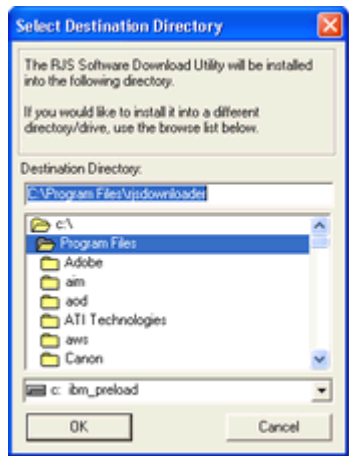 Select Destination Directory
The RJS Software Download Utility will be installed
into the following directory.
If you would like to install it into a different
directory/drive, use the browse list below.
Destination Directory:
C:\Program Files\rjsdownloader
c:\
Program Files
Adobe
aim
aod
ATI Technologies
aws
Canon
c: ibm_preload
OK
Cancel